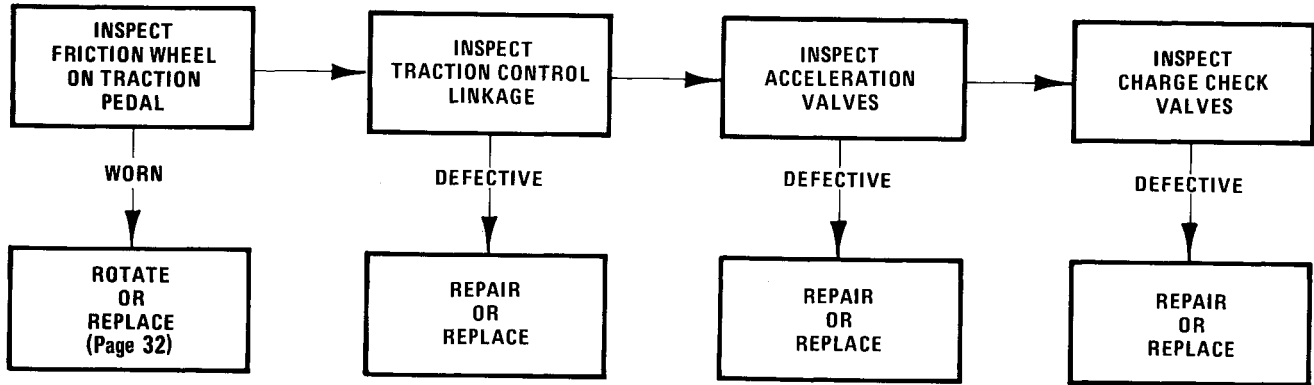 INSPECT
FRICTION WHEEL
ON TRACTION
PEDAL
INSPECT
TRACTION CONTROL
LINKAGE
INSPECT
ACCELERATION
VALVES
INSPECT
CHARGE CHECK
VALVES
WORN
DEFECTIVE
DEFECTIVE
DEFECTIVE
ROTATE
OR
REPLACE
(Page 32)
REPAIR
OR
REPLACE
REPAIR
OR
REPLACE
REPAIR
OR
REPLACE